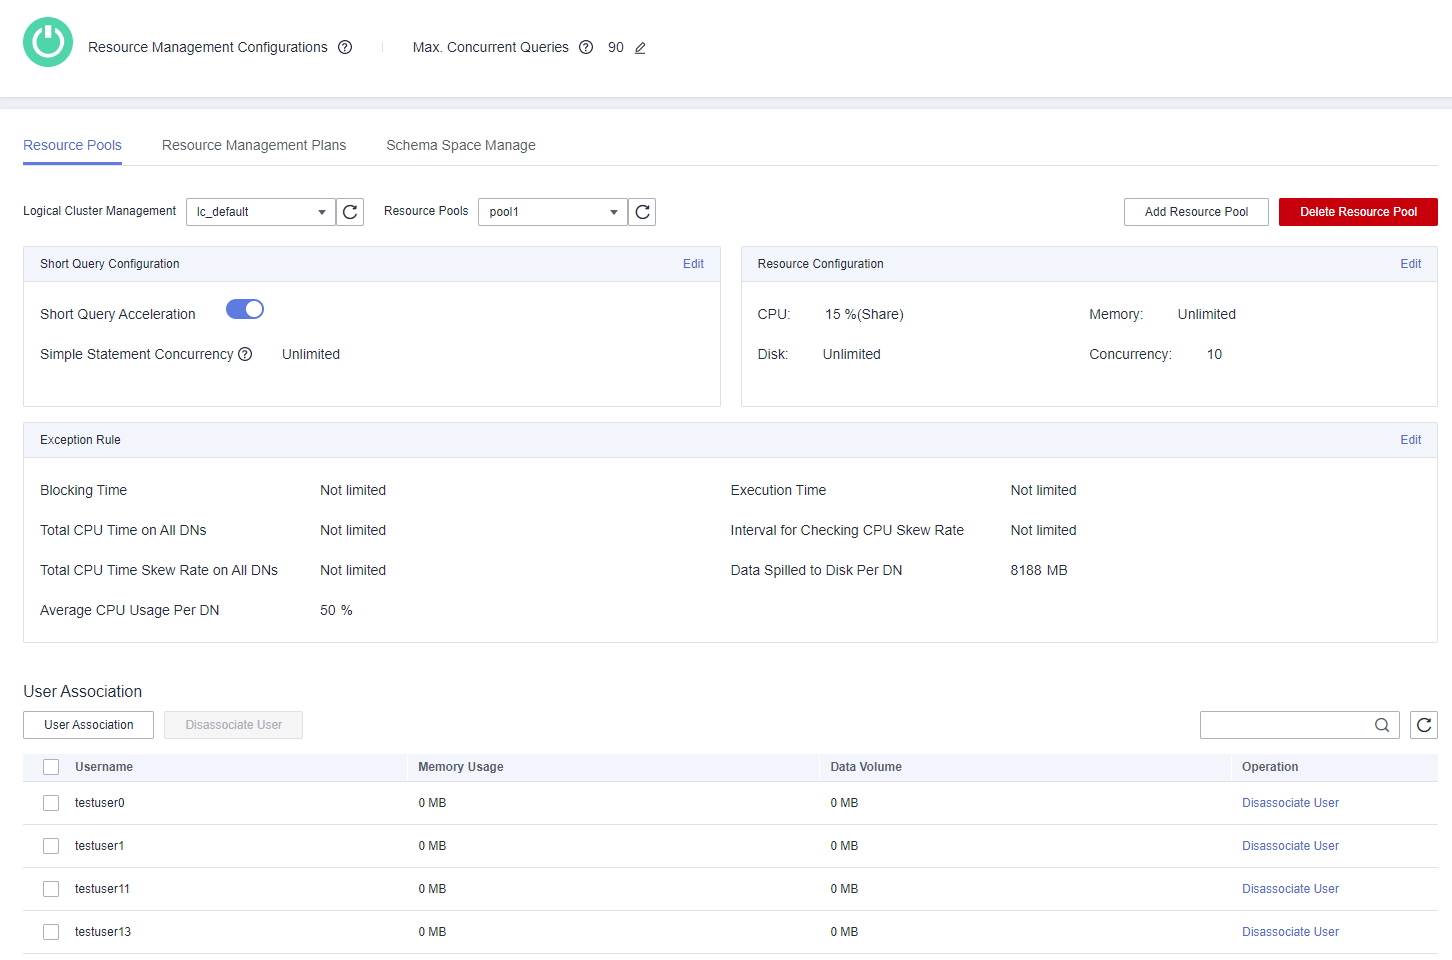 Resource Management Configurations ? Max. Concurrent Queries ? 90
Resource Pools Resource Management Plans Schema Space Manage
Logical Cluster Management lc_default Resource Pools pool1 Add Resource Pool Delete Resource Pool
Short Query Configuration Edit
Short Query Acceleration
Simple Statement Concurrency ? Unlimited
Resource Configuration Edit
CPU: 15 %(Share) Memory: Unlimited
Disk: Unlimited Concurrency: 10
Exception Rule Edit
Blocking Time Not limited Execution Time Not limited
Total CPU Time on All DNs Not limited Interval for Checking CPU Skew Rate Not limited
Total CPU Time Skew Rate on All DNs Not limited Data Spilled to Disk Per DN 8188 MB
Average CPU Usage Per DN 50 %
User Association
User Association Disassociate User
Username Memory Usage Data Volume Operation
testuser0 0 MB 0 MB Disassociate User
testuser1 0 MB 0 MB Disassociate User
testuser11 0 MB 0 MB Disassociate User
testuser13 0 MB 0 MB Disassociate User